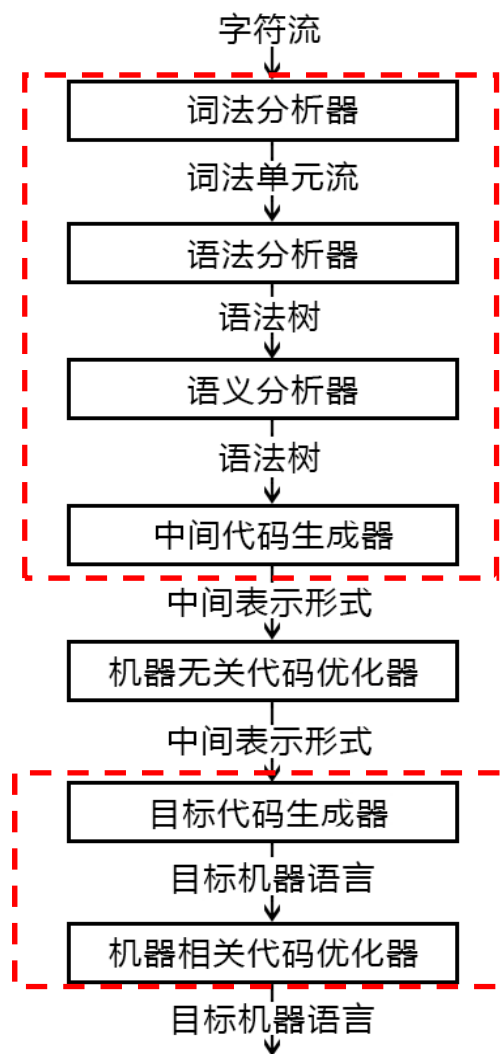 字符流
词法分析器
词法单元流
语法分析器
语法树
语义分析器
语法树
中间代码生成器
中间表示形式
机器无关代码优化器
中间表示形式
目标代码生成器
目标机器语言
机器相关代码优化器
目标机器语言